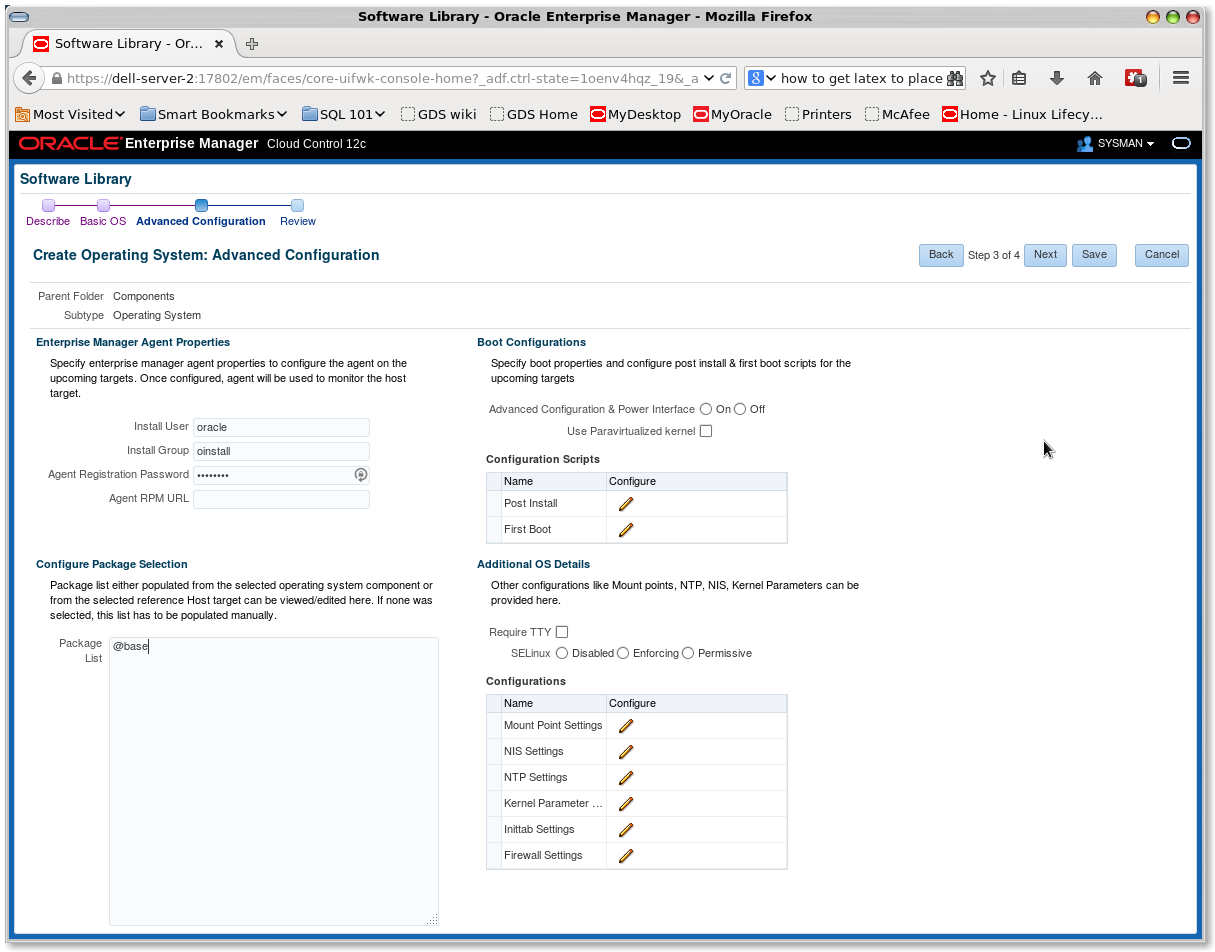 Software Library - Oracle Enterprise Manager - Mozilla Firefox
Software Library - Or...
https://dell-server-2:17802/em/faces/core-uifwk-console-home?_adf.ctrl-state=1oenv4hqz_19&_a
8 how to get latex to place
1
Most Visited Smart Bookmarks SQL 101 GDS wiki GDS Home MyDesktop MyOracle Printers McAfee Home - Linux Lifecy...
ORACLE Enterprise Manager Cloud Control 12c
SYSMAN
Software Library
Describe Basic OS Advanced Configuration Review
Create Operating System: Advanced Configuration
Back Step 3 of 4 Next Save Cancel
Parent Folder Components
Subtype Operating System
Enterprise Manager Agent Properties
Specify enterprise manager agent properties to configure the agent on the
upcoming targets. Once configured, agent will be used to monitor the host
target.
Install User oracle
Install Group oinstall
Agent Registration Password ••••••••
Agent RPM URL
Boot Configurations
Specify boot properties and configure post install & first boot scripts for the
upcoming targets
Advanced Configuration & Power Interface On Off
Use Paravirtualized kernel
Configuration Scripts
Name Configure
Post Install
First Boot
Configure Package Selection
Package list either populated from the selected operating system component or
from the selected reference Host target can be viewed/edited here. If none was
selected, this list has to be populated manually.
Package
List
@base
Additional OS Details
Other configurations like Mount points, NTP, NIS, Kernel Parameters can be
provided here.
Require TTY
SELinux Disabled Enforcing Permissive
Configurations
Name Configure
Mount Point Settings
NIS Settings
NTP Settings
Kernel Parameter ...
Inittab Settings
Firewall Settings